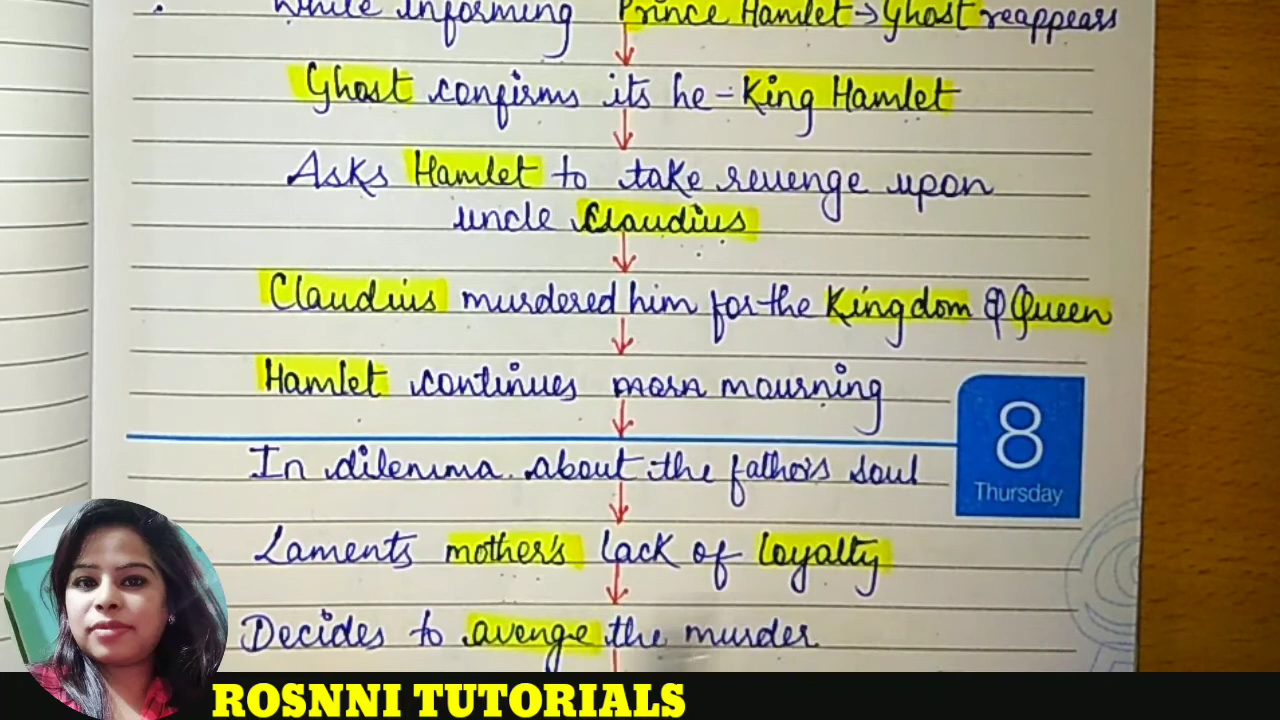 While informing Prince Hamlet → Ghost reappears
Ghost confirms its he - King Hamlet
Asks Hamlet to take revenge upon
uncle Claudius
Claudius murdered him for the Kingdom & Queen
Hamlet continues morn mourning
In dilemma about the father's soul
Laments mother's lack of loyalty
Decides to avenge the murder
8
Thursday
ROSNNI TUTORIALS